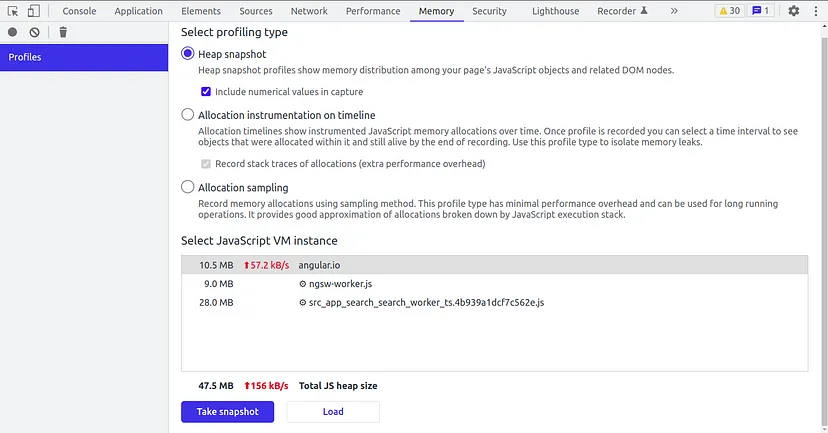 Console Application Elements Sources Network Performance Memory Security Lighthouse Recorder » 30 1
Profiles
Select profiling type
Heap snapshot
Heap snapshot profiles show memory distribution among your page's JavaScript objects and related DOM nodes.
Include numerical values in capture
Allocation instrumentation on timeline
Allocation timelines show instrumented JavaScript memory allocations over time. Once profile is recorded you can select a time interval to see
objects that were allocated within it and still alive by the end of recording. Use this profile type to isolate memory leaks.
Record stack traces of allocations (extra performance overhead)
Allocation sampling
Record memory allocations using sampling method. This profile type has minimal performance overhead and can be used for long running
operations. It provides good approximation of allocations broken down by JavaScript execution stack.
Select JavaScript VM instance
10.5 MB ⬆57.2 kB/s angular.io
9.0 MB ⚙ ngsw-worker.js
28.0 MB ⚙ src_app_search_search_worker_ts.4b939a1dcf7c562e.js
47.5 MB ⬆156 kB/s Total JS heap size
Take snapshot Load